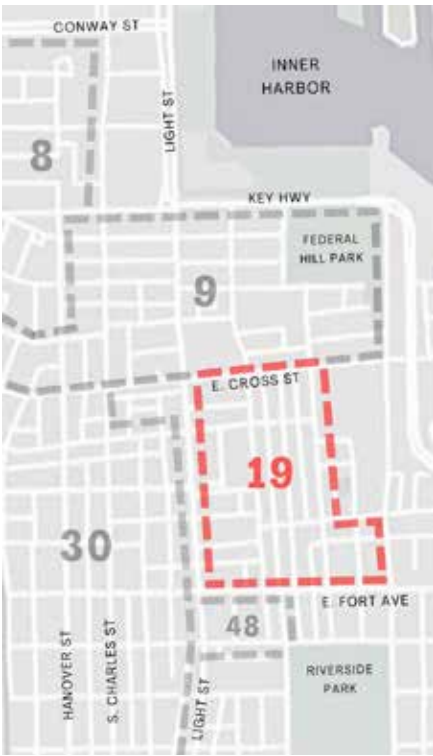 CONWAY ST
INNER
HARBOR
LIGHT ST
8
KEY HWY
FEDERAL
HILL PARK
9
E. CROSS ST
19
30
E. FORT AVE
48
HANOVER ST
S. CHARLES ST
LIGHT ST
RIVERSIDE
PARK